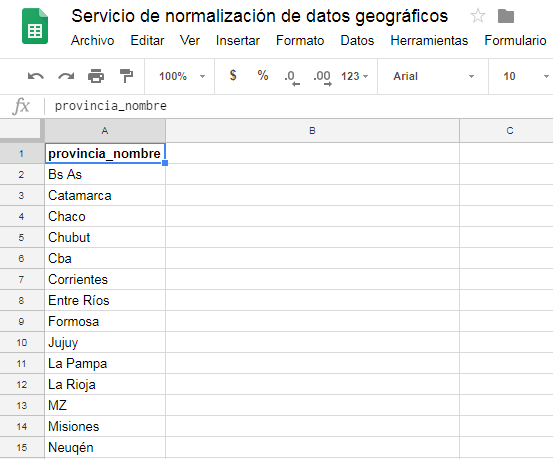 Servicio de normalización de datos geográficos
Archivo Editar Ver Insertar Formato Datos Herramientas Formulario
100% $ % .0 .00 123 Arial 10
fx provincia_nombre
A B C
1 provincia_nombre
2 Bs As
3 Catamarca
4 Chaco
5 Chubut
6 Cba
7 Corrientes
8 Entre Ríos
9 Formosa
10 Jujuy
11 La Pampa
12 La Rioja
13 MZ
14 Misiones
15 Neuqén